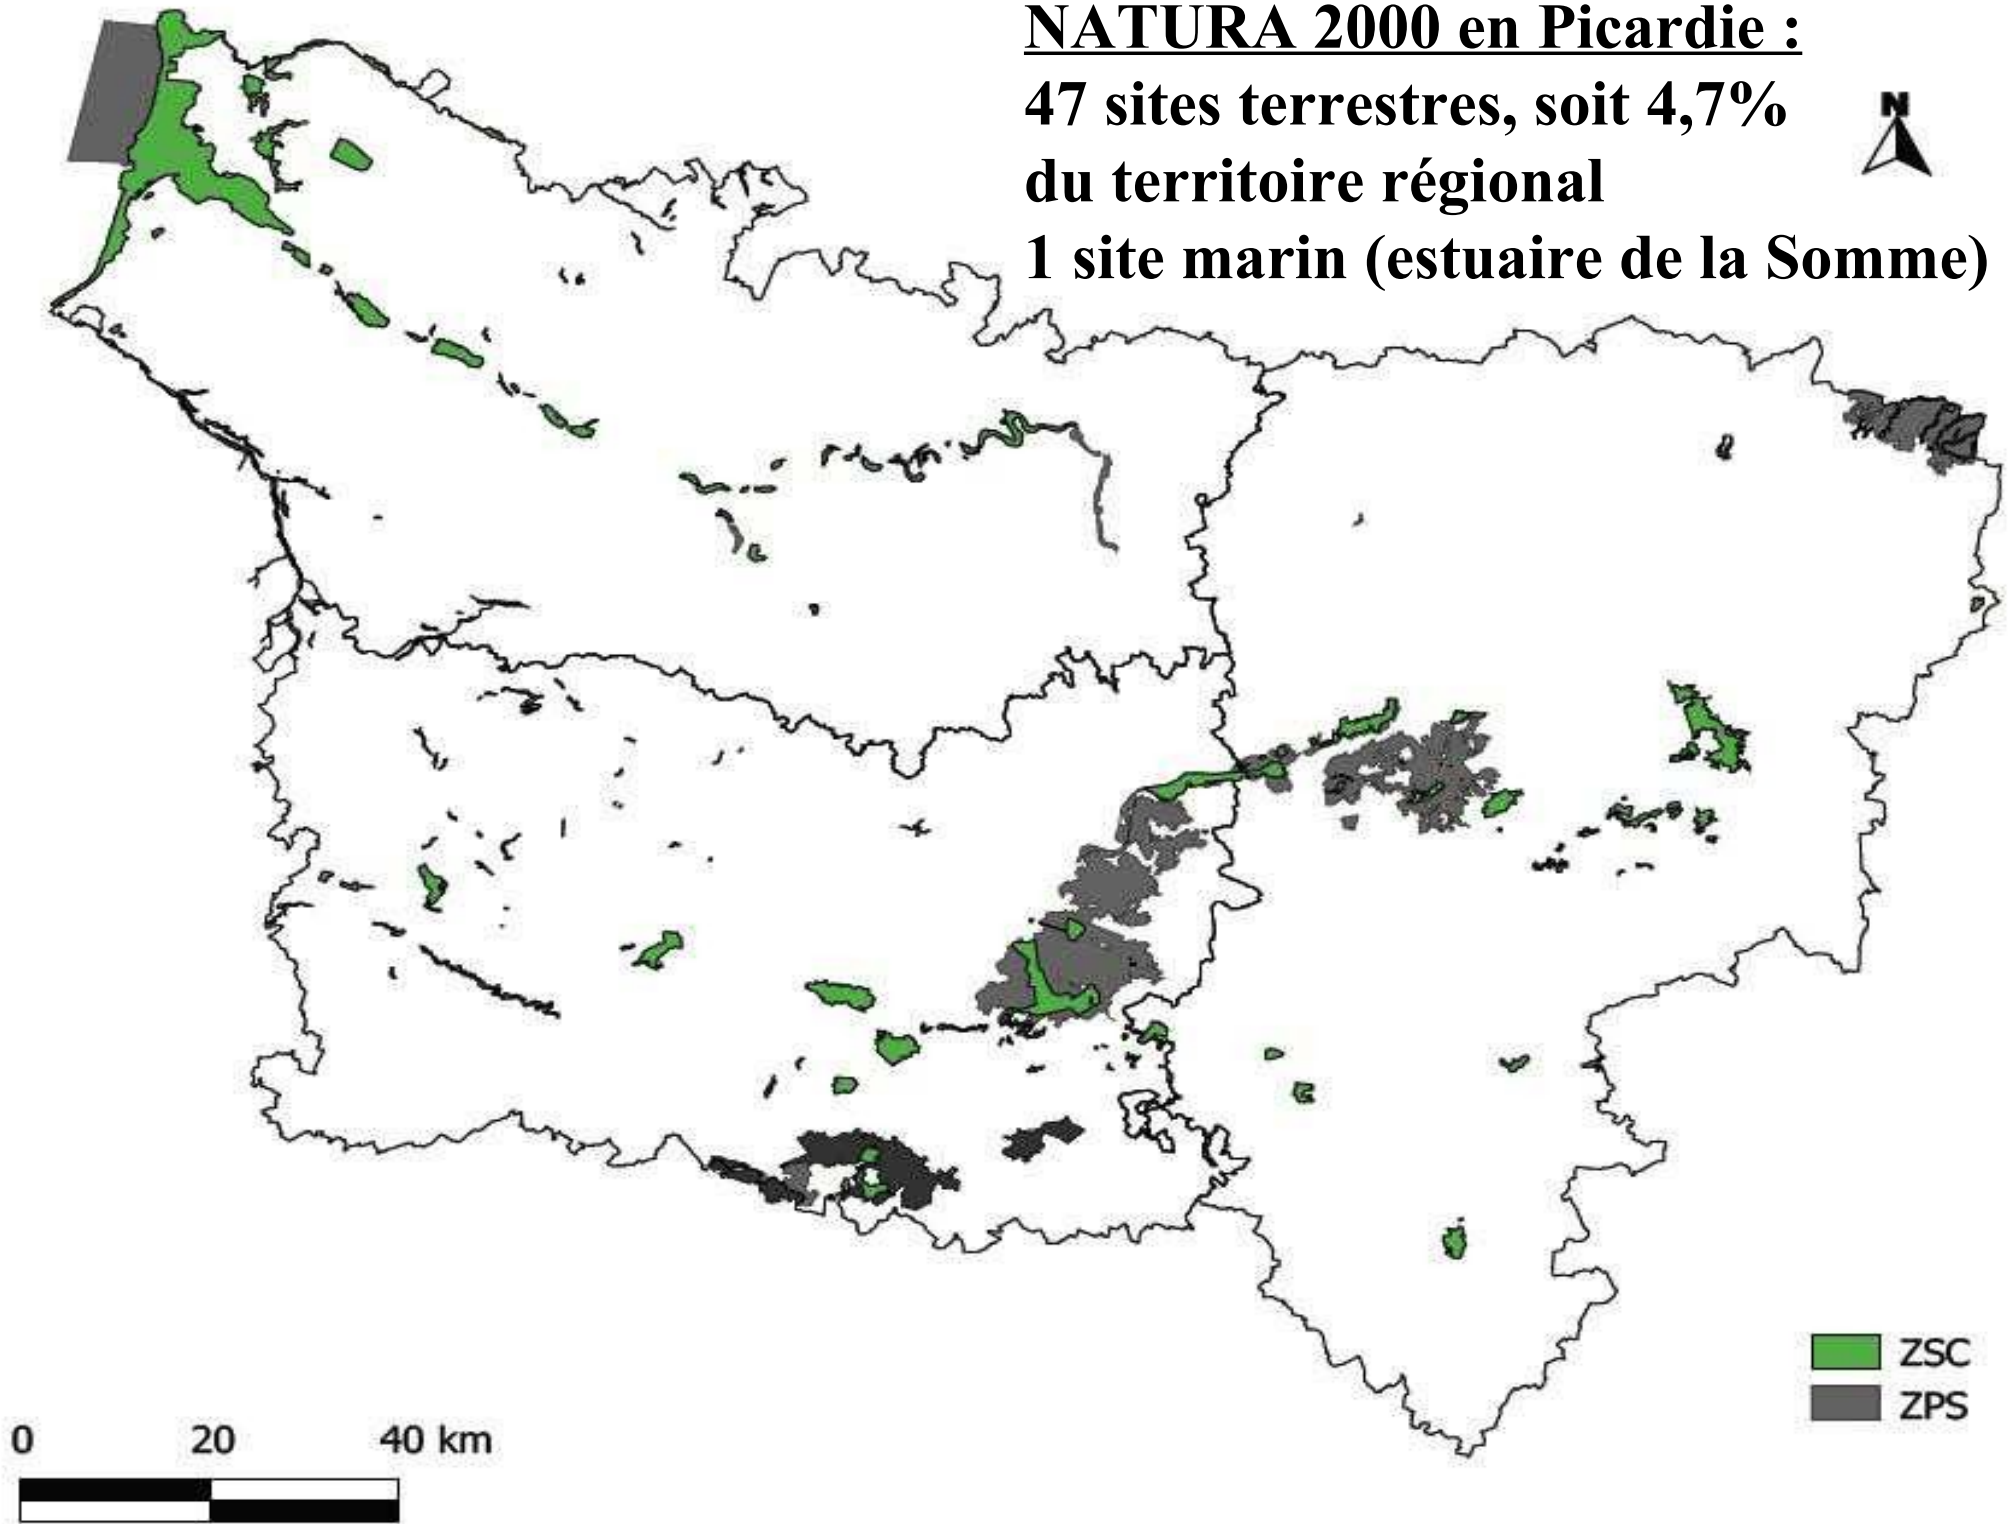 NATURA 2000 en Picardie :
47 sites terrestres, soit 4,7%
du territoire régional
1 site marin (estuaire de la Somme)
N
ZSC
ZPS
0 20 40 km